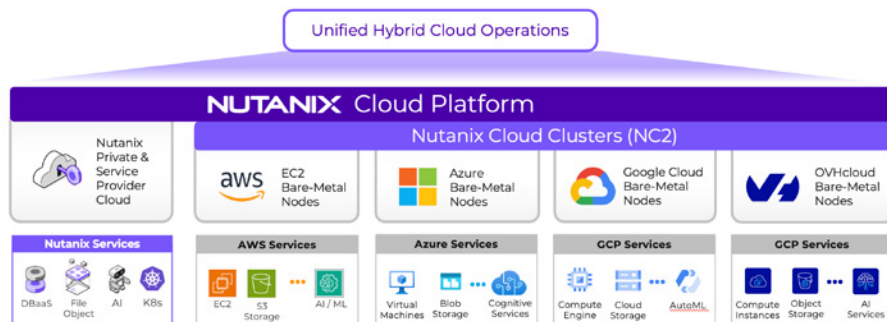 Unified Hybrid Cloud Operations
NUTANIX Cloud Platform
Nutanix Cloud Clusters (NC2)
Nutanix
Private &
Service
Provider
Cloud
aws
EC2
Bare-Metal
Nodes
Azure
Bare-Metal
Nodes
Google Cloud
Bare-Metal
Nodes
OVHcloud
Bare-Metal
Nodes
Nutanix Services
DBaaS
File
Object
AI
K8s
AWS Services
EC2
S3
Storage
AI / ML
Azure Services
Virtual
Machines
Blob
Storage
Cognitive
Services
GCP Services
Compute
Engine
Cloud
Storage
AutoML
GCP Services
Compute
Instances
Object
Storage
AI
Services